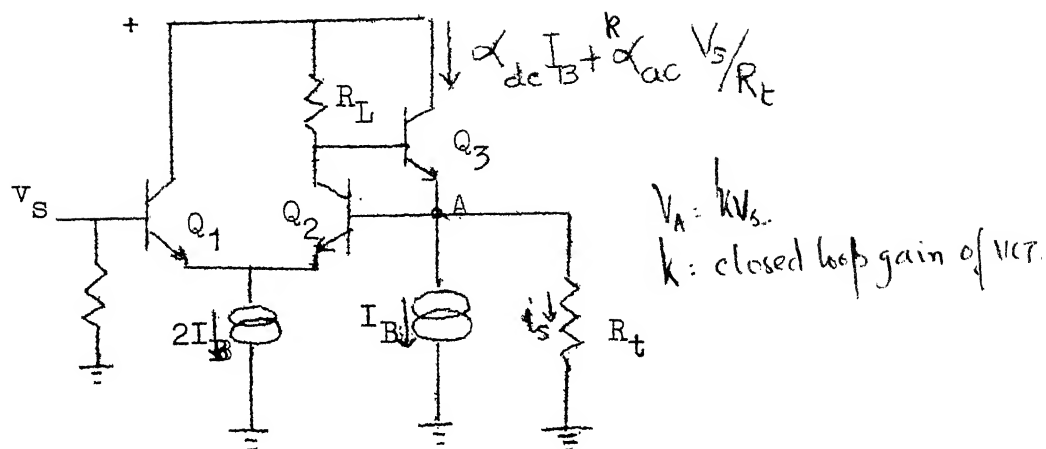 +
α_dc I_B + k α_ac V_s/R_t
R_L
Q_3
V_S
Q_1
Q_2
A
V_A = kV_s.
k : closed loop gain of
2I_B
I_B
i_s
R_t